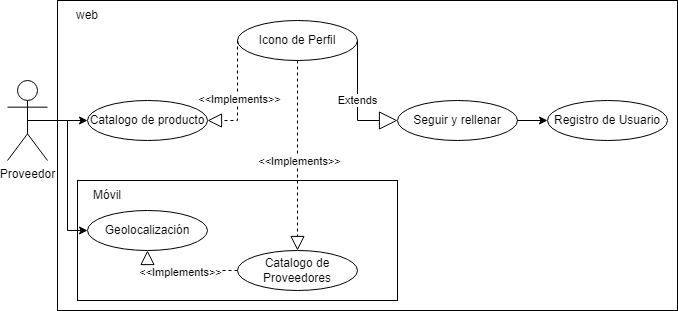 web
Icono de Perfil
<<Implements>>
Extends
Catalogo de producto
Seguir y rellenar
Registro de Usuario
<<Implements>>
Proveedor
Móvil
Geolocalización
Catalogo de
Proveedores
<<Implements>>